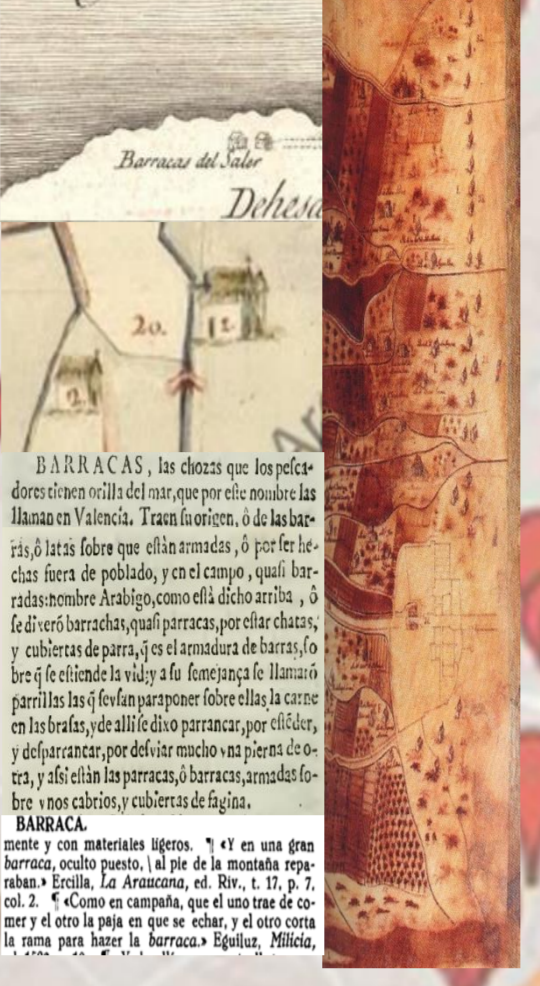 Barracas del Saler
Dehesa
20.
12.
2.
Ar
BARRACAS, las chozas que los pesca-
dores tienen orilla del mar, que por este nombre las
llaman en Valencia. Traen su origen, ô de las bar-
ras, ô latas sobre que estàn armadas, ô por ser he-
chas fuera de poblado, y en el campo, quasi bar-
radas: nombre Arabigo, como està dicho arriba, ô
se dixerõ barrachas, quasi parracas, por estar chatas,
y cubiertas de parra, q̃ es el armadura de barras, so
bre q̃ se estiende la vid; y a su semejança se llamarõ
parrillas las q̃ sevsan para poner sobre ellas la carne
en las brasas, y de alli se dixo parrancar, por estẽder,
y desparrancar, por desviar mucho vna pierna de o-
tra, y assi estàn las parracas, ô barracas, armadas so-
bre vnos cabrios, y cubiertas de fagina.
BARRACA.
mente y con materiales ligeros. ¶ «Y en una gran
barraca, oculto puesto, \ al pie de la montaña repa-
raban.» Ercilla, La Araucana, ed. Riv., t. 17, p. 7,
col. 2. ¶ «Como en campaña, que el uno trae de co-
mer y el otro la paja en que se echar, y el otro corta
la rama para hazer la barraca.» Eguiluz, Milicia,